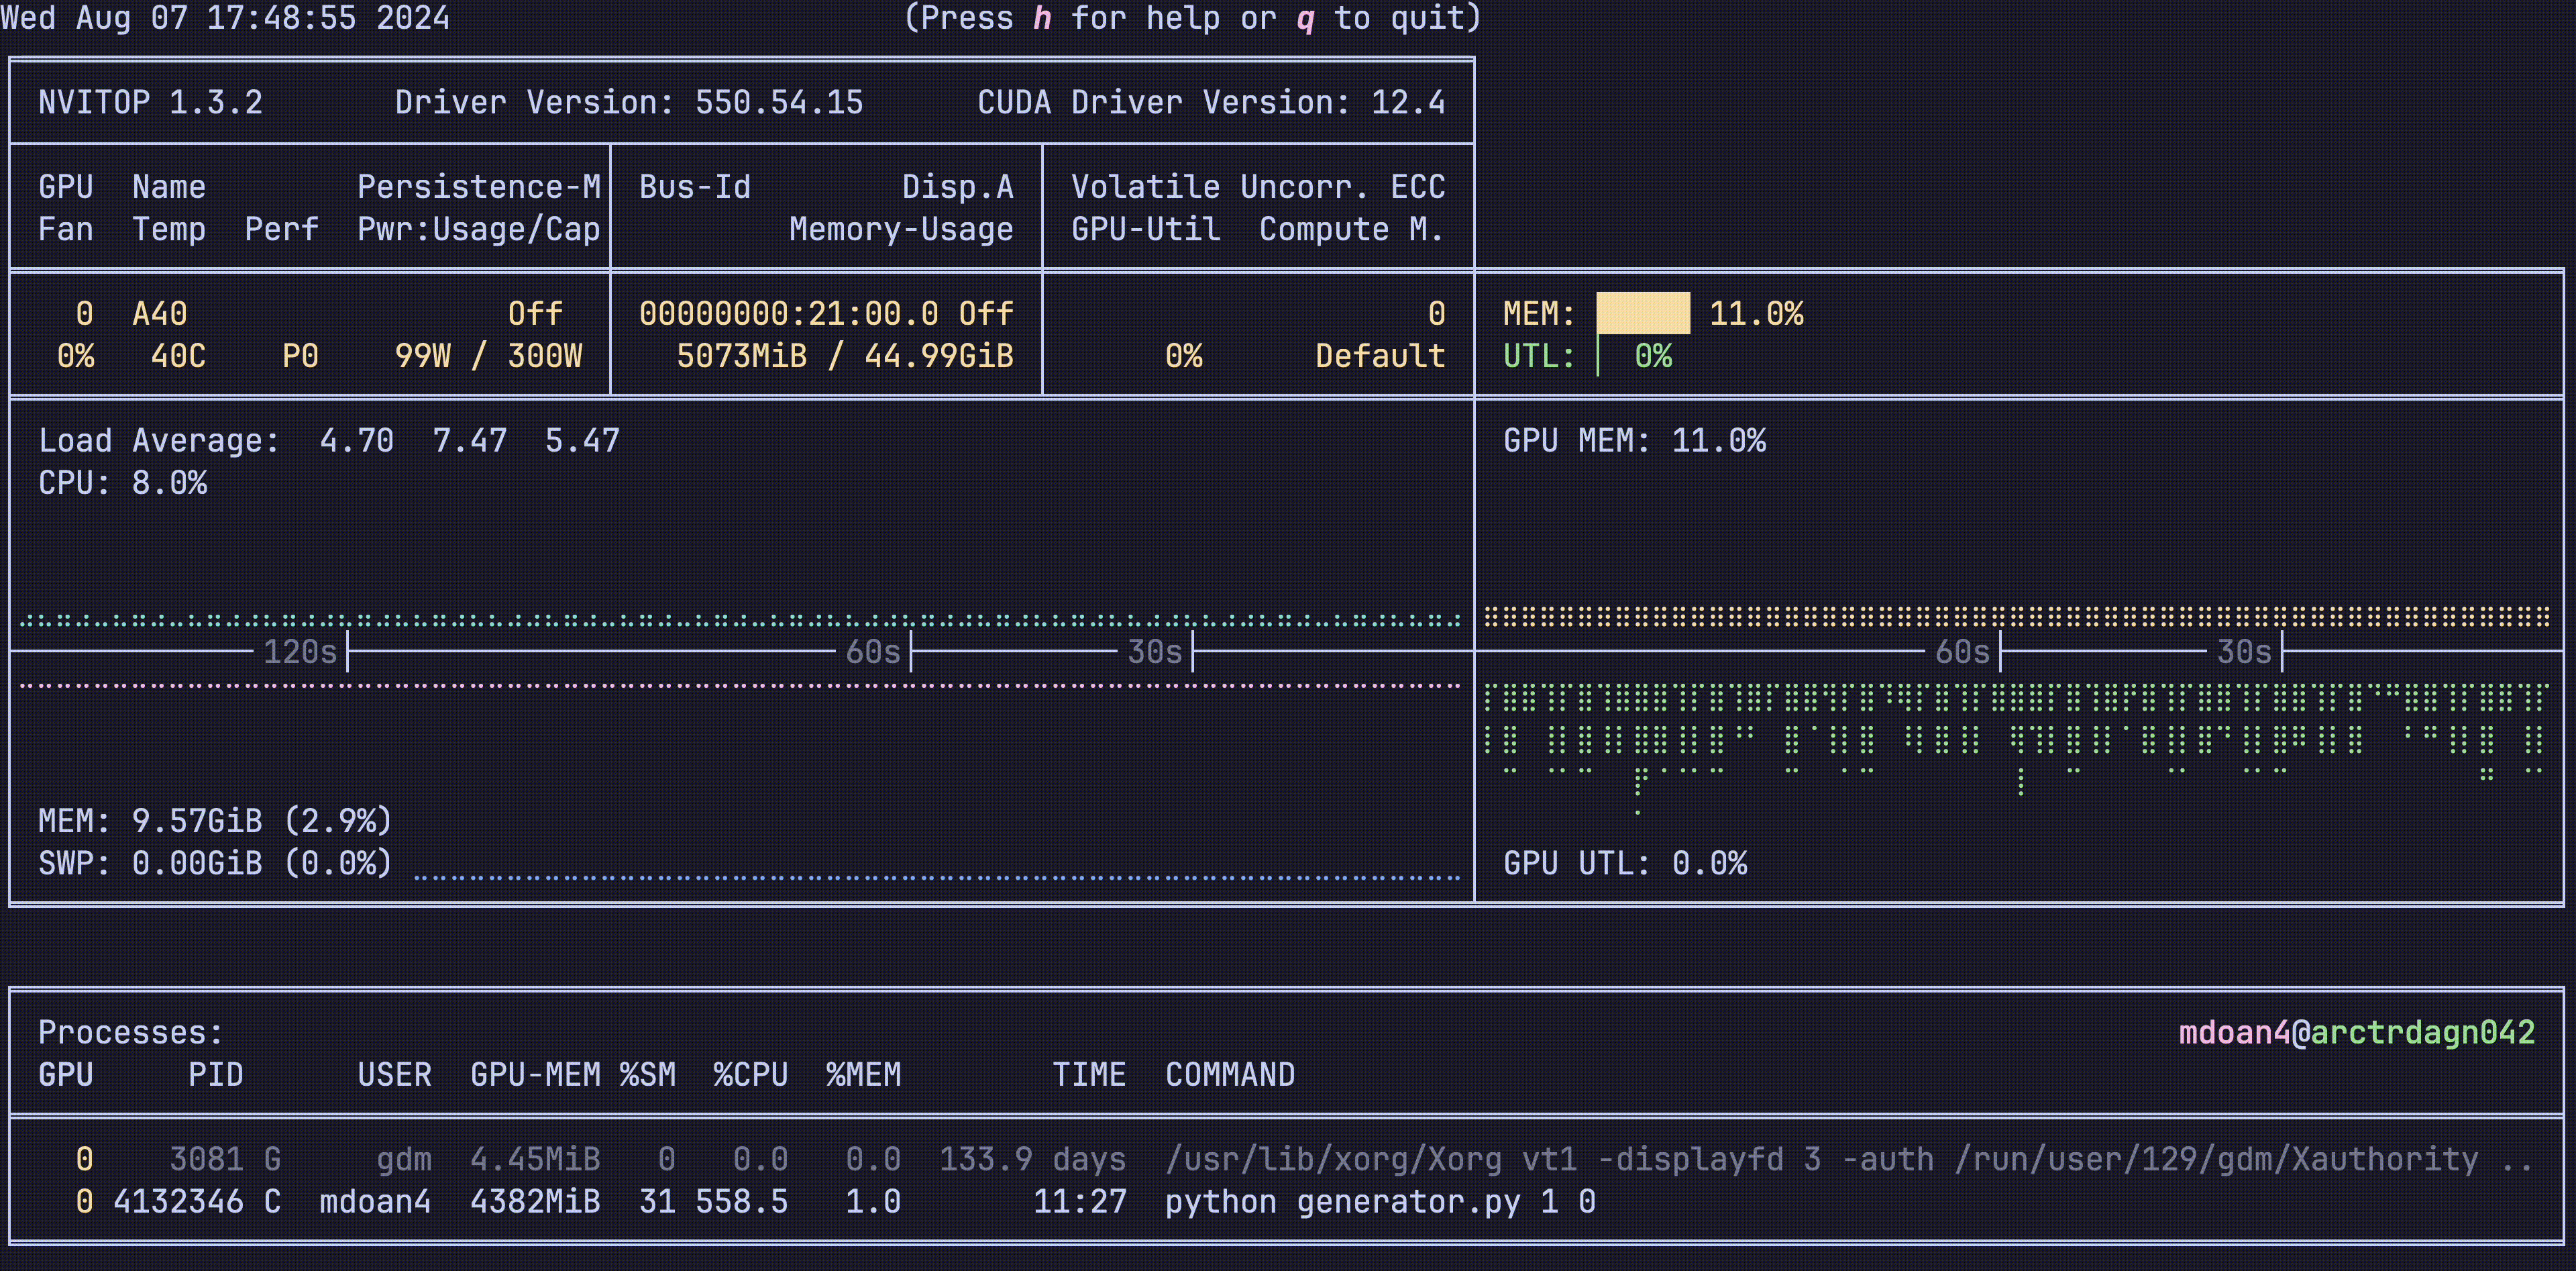 Wed Aug 07 17:48:55 2024 (Press h for help or q to quit)
NVITOP 1.3.2 Driver Version: 550.54.15 CUDA Driver Version: 12.4
GPU Name Persistence-M Bus-Id Disp.A Volatile Uncorr. ECC
Fan Temp Perf Pwr:Usage/Cap Memory-Usage GPU-Util Compute M.
0 A40 Off 00000000:21:00.0 Off 0 MEM: 11.0%
0% 40C P0 99W / 300W 5073MiB / 44.99GiB 0% Default UTL: 0%
Load Average: 4.70 7.47 5.47 GPU MEM: 11.0%
CPU: 8.0%
120s 60s 30s 60s 30s
MEM: 9.57GiB (2.9%)
SWP: 0.00GiB (0.0%) GPU UTL: 0.0%
Processes: mdoan4@arctrdagn042
GPU PID USER GPU-MEM %SM %CPU %MEM TIME COMMAND
0 3081 G gdm 4.45MiB 0 0.0 0.0 133.9 days /usr/lib/xorg/Xorg vt1 -displayfd 3 -auth /run/user/129/gdm/Xauthority ..
0 4132346 C mdoan4 4382MiB 31 558.5 1.0 11:27 python generator.py 1 0